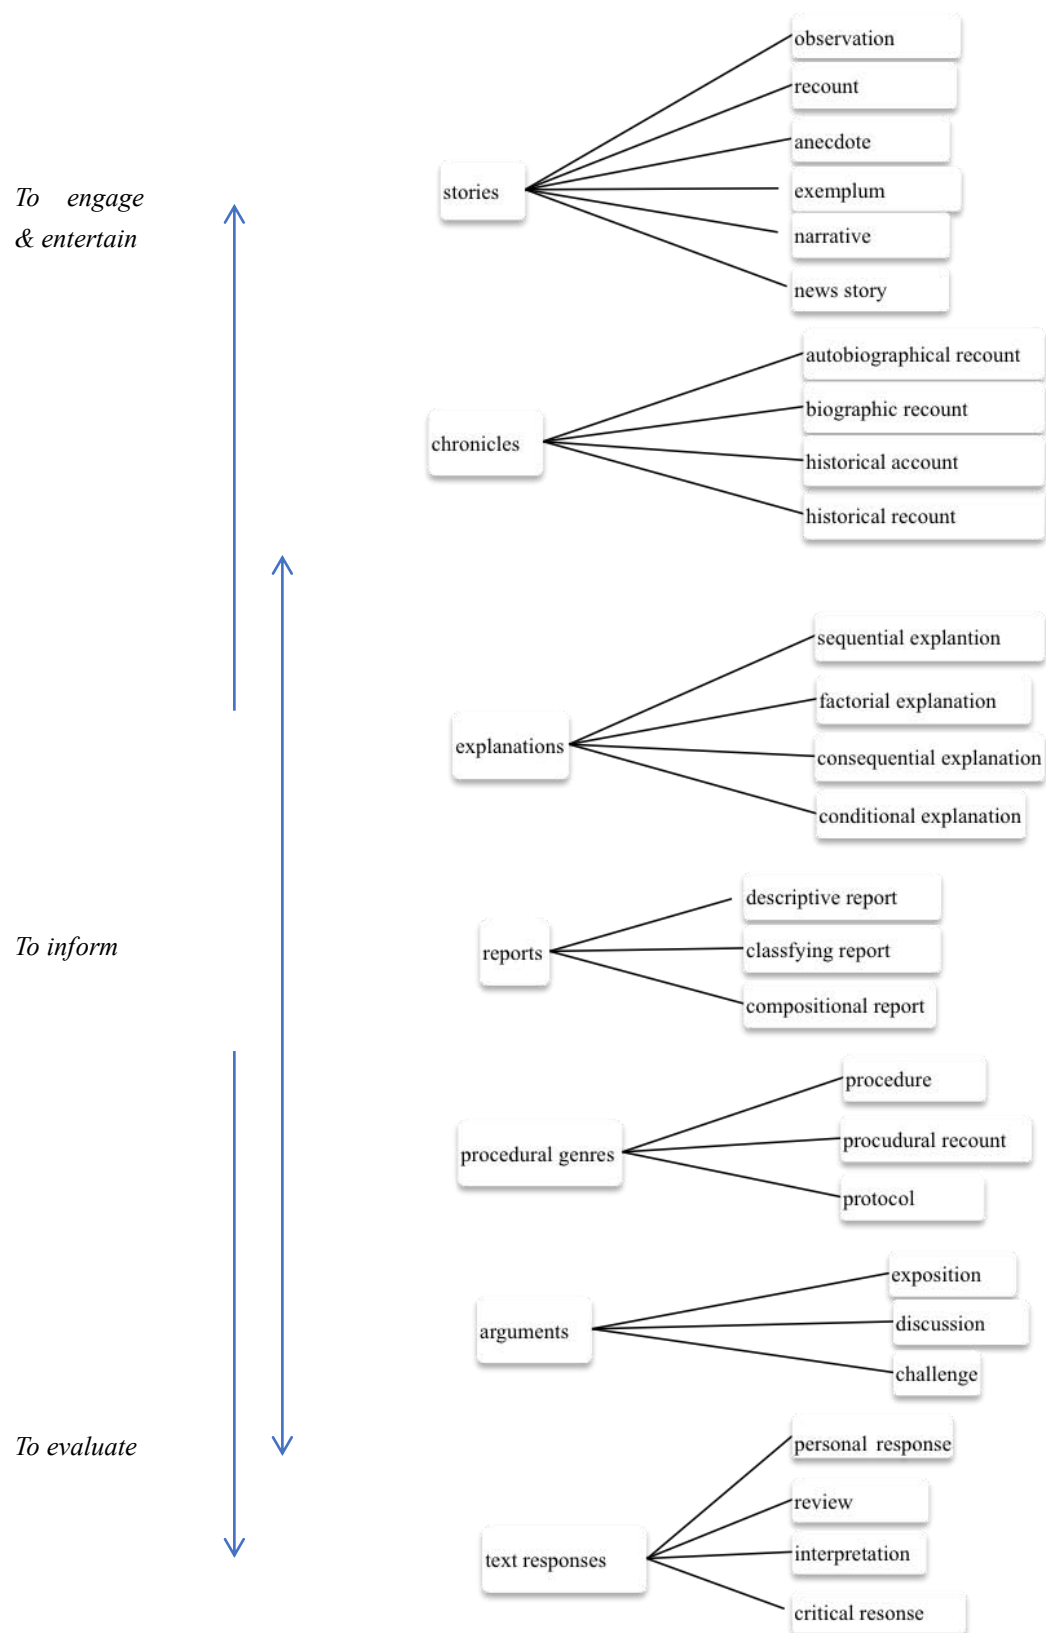 observation
recount
anecdote
stories
To engage
& entertain
exemplum
narrative
news story
autobiographical recount
biographic recount
chronicles
historical account
historical recount
sequential explantion
factorial explanation
explanations
consequential explanation
conditional explanation
descriptive report
To inform
reports
classfying report
compositional report
procedure
procudural recount
procedural genres
protocol
exposition
discussion
arguments
challenge
To evaluate
personal response
review
interpretation
text responses
critical resonse